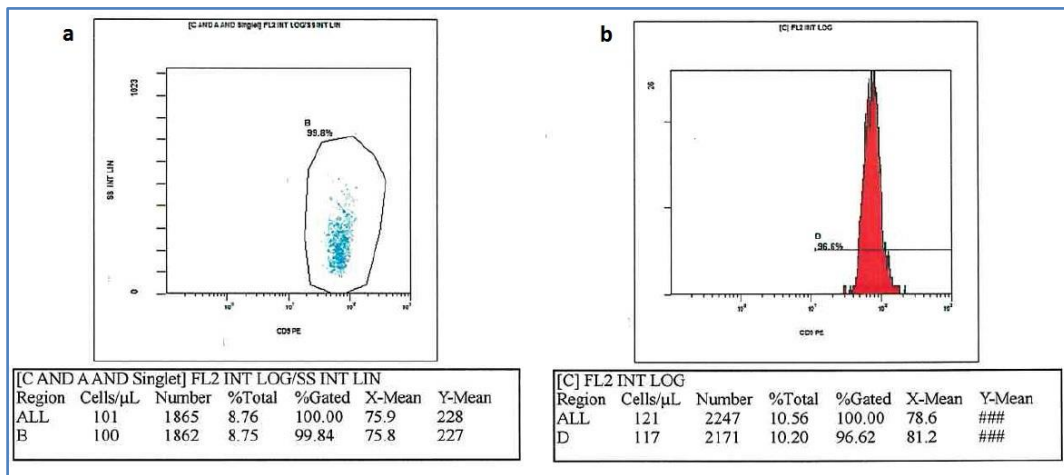 a
[C AND A AND Singlet] FL2 INT LOG/SS INT LIN
1023
SS INT LIN
0
B
99.8%
CD3 PE
[C AND A AND Singlet] FL2 INT LOG/SS INT LIN
Region Cells/µL Number %Total %Gated X-Mean Y-Mean
ALL 101 1865 8.76 100.00 75.9 228
B 100 1862 8.75 99.84 75.8 227
b
[C] FL2 INT LOG
26
D
96.6%
CD3 PE
[C] FL2 INT LOG
Region Cells/µL Number %Total %Gated X-Mean Y-Mean
ALL 121 2247 10.56 100.00 78.6 ###
D 117 2171 10.20 96.62 81.2 ###